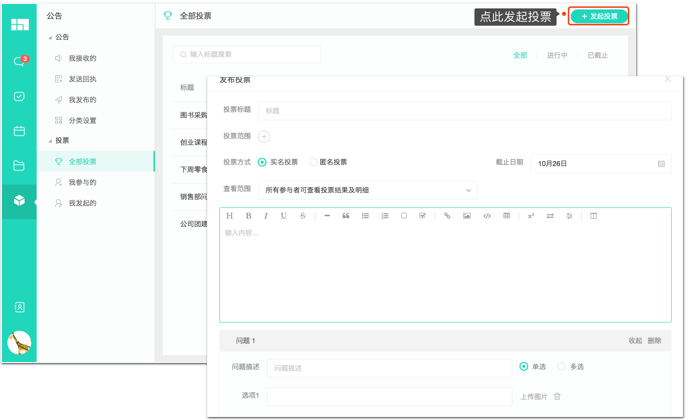 公告
全部投票
点此发起投票
+ 发起投票
3
公告
我接收的
发送回执
我发布的
分类设置
投票
全部投票
我参与的
我发起的
输入标题搜索
全部
进行中
已截止
标题
图书采购
创业课程
下周零食
销售部问
公司团建
发布投票
投票标题
标题
投票范围
投票方式
实名投票
匿名投票
截止日期
10月26日
查看范围
所有参与者可查看投票结果及明细
H B I U S
输入内容...
问题 1
收起 删除
问题描述
问题描述
单选
多选
选项1
上传图片